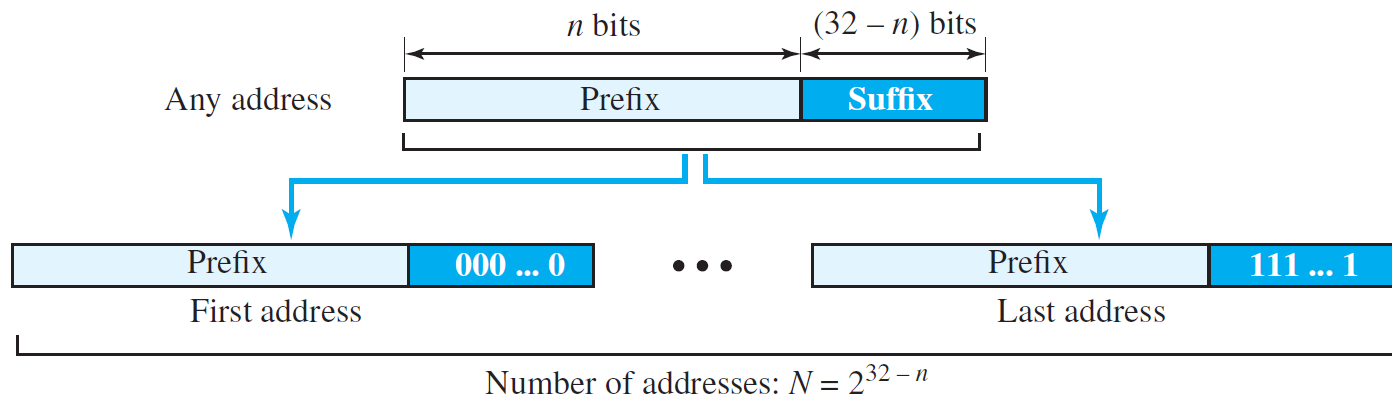 n bits (32 – n) bits
Any address Prefix Suffix
Prefix 000 ... 0 Prefix 111 ... 1
First address Last address
Number of addresses: N = 2^{32 – n}